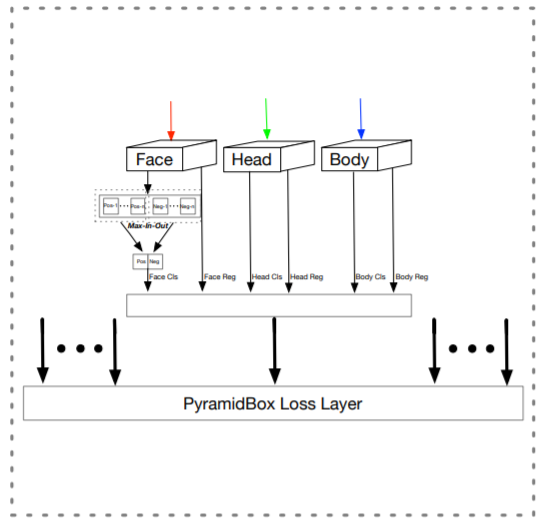 Face Head Body
Pos-1 Pos-n Neg-1 Neg-n
Max-In-Out
Pos Neg
Face Cls Face Reg Head Cls Head Reg Body Cls Body Reg
PyramidBox Loss Layer